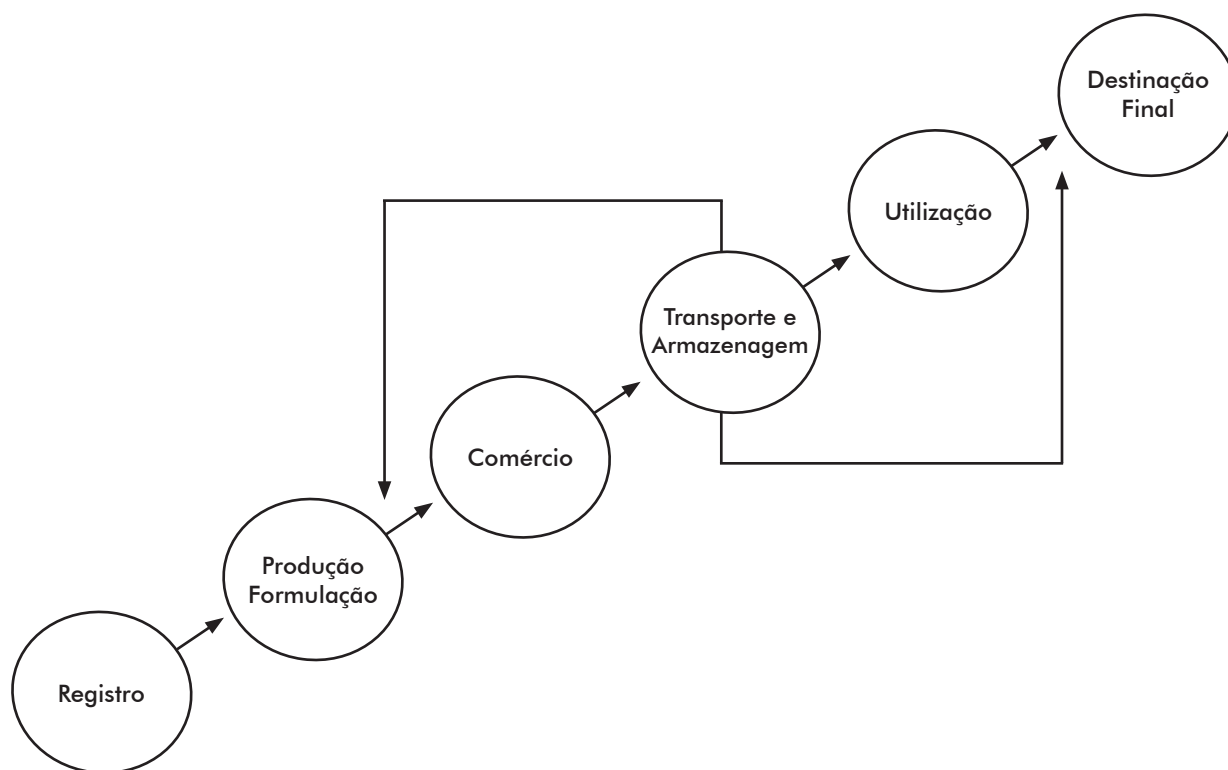 Destinação
Final
Utilização
Transporte e
Armazenagem
Comércio
Produção
Formulação
Registro